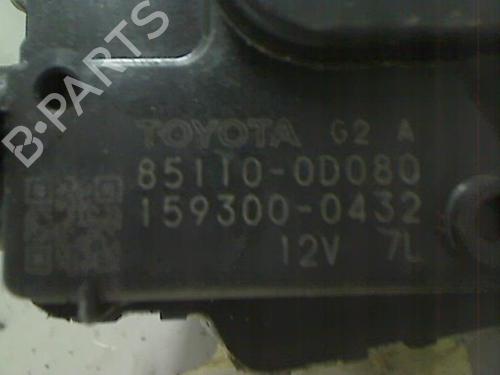 B-PARTS
TOYOTA G2 A
85110-0D080
159300-0432
12V 7L